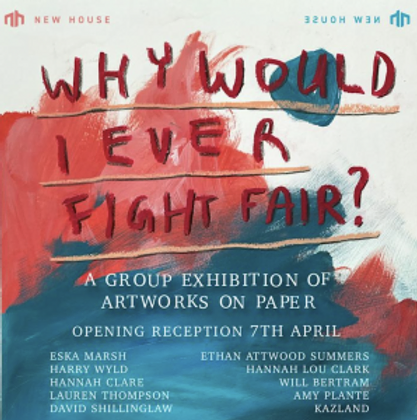 NEW HOUSE
NEW HOUSE
WHY WOULD
I EVER
FIGHT FAIR?
A GROUP EXHIBITION OF
ARTWORKS ON PAPER
OPENING RECEPTION 7TH APRIL
ESKA MARSH
HARRY WYLD
HANNAH CLARE
LAUREN THOMPSON
DAVID SHILLINGLAW
ETHAN ATTWOOD SUMMERS
HANNAH LOU CLARK
WILL BERTRAM
AMY PLANTE
KAZLAND